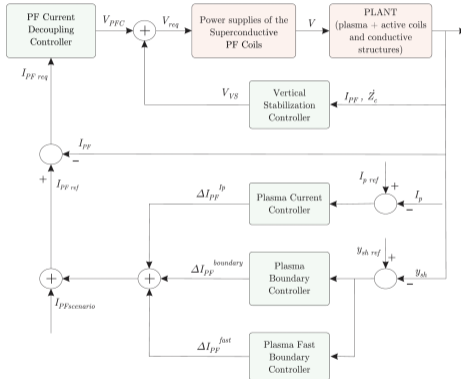 PF Current
Decoupling
Controller
V_PFC
+
V_req
Power supplies of the
Superconductive
PF Coils
V
PLANT
(plasma + active coils
and conductive
structures)
I_PF req
V_VS
Vertical
Stabilization
Controller
I_PF , Ż_c
I_PF
−
+
I_PF ref
I_p ref
+
ΔI_PF^Ip
Plasma Current
Controller
I_p
−
y_sh ref
+
ΔI_PF^boundary
Plasma
Boundary
Controller
y_sh
−
+
+
I_PFscenario
ΔI_PF^fast
Plasma Fast
Boundary
Controller